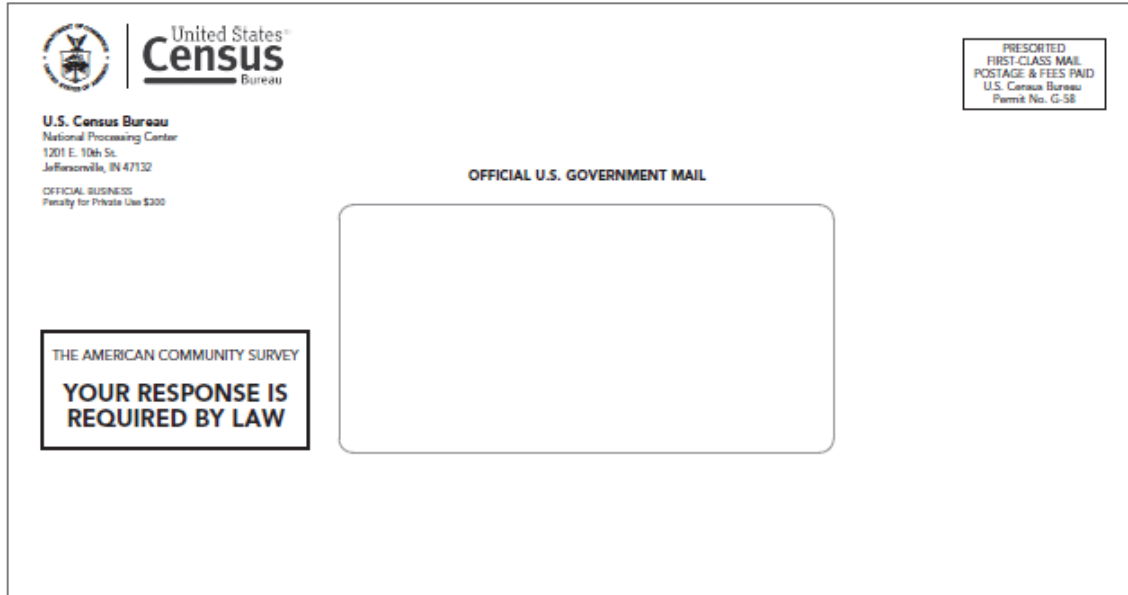 United States®
Census
Bureau
PRESORTED
FIRST-CLASS MAIL
POSTAGE & FEES PAID
U.S. Census Bureau
Permit No. G-58
U.S. Census Bureau
National Processing Center
1201 E. 10th St.
Jeffersonville, IN 47132
OFFICIAL BUSINESS
Penalty for Private Use $300
OFFICIAL U.S. GOVERNMENT MAIL
THE AMERICAN COMMUNITY SURVEY
YOUR RESPONSE IS
REQUIRED BY LAW